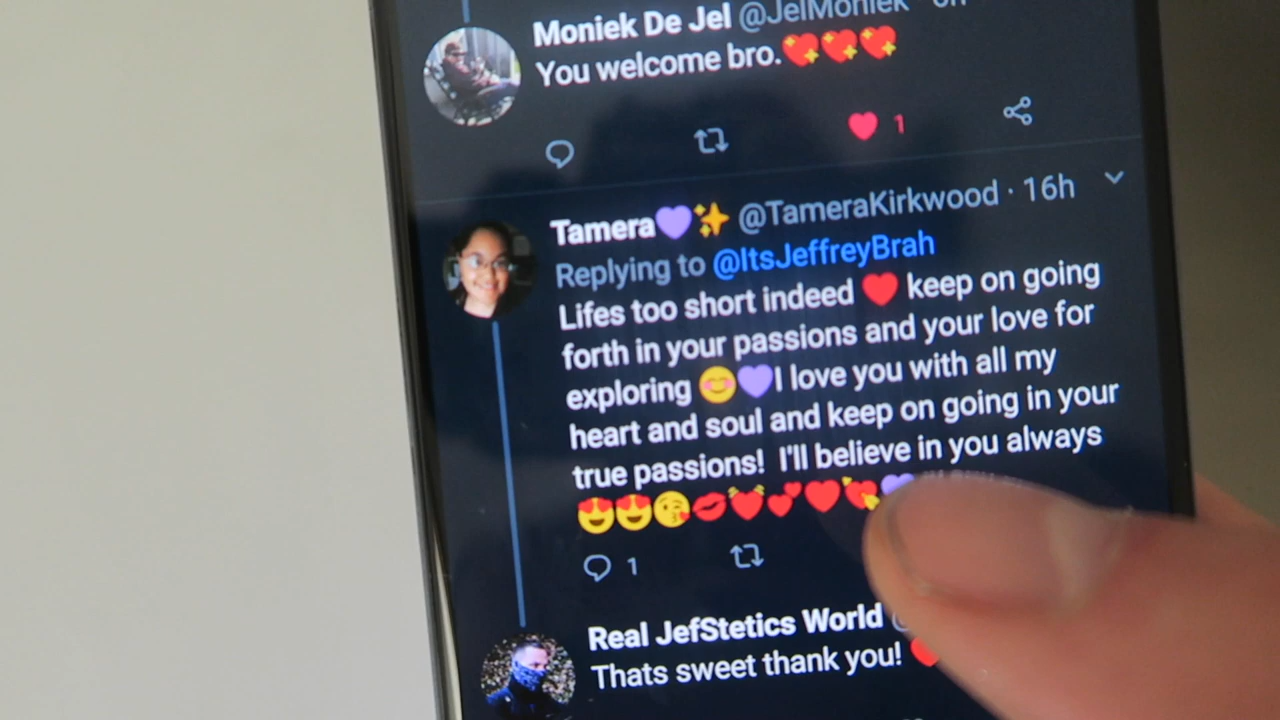 Moniek De Jel @JelMoniek
You welcome bro.💖💖💖
1
Tamera💜✨ @TameraKirkwood · 16h
Replying to @ItsJeffreyBrah
Lifes too short indeed ❤️ keep on going
forth in your passions and your love for
exploring 😊💜I love you with all my
heart and soul and keep on going in your
true passions! I'll believe in you always
😍😍😘💋💓💕❤️💘💜
1
Real JefStetics World @
Thats sweet thank you! ❤️